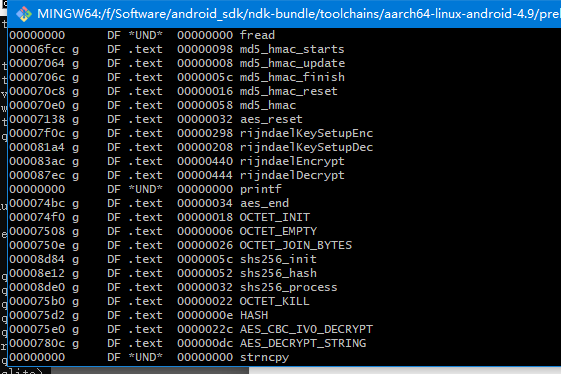 MINGW64:/f/Software/android_sdk/ndk-bundle/toolchains/aarch64-linux-android-4.9/prel
00000000      DF *UND*  00000000 fread
00006fcc g    DF .text  00000098 md5_hmac_starts
00007064 g    DF .text  00000008 md5_hmac_update
0000706c g    DF .text  0000005c md5_hmac_finish
000070c8 g    DF .text  00000016 md5_hmac_reset
000070e0 g    DF .text  00000058 md5_hmac
00007138 g    DF .text  00000032 aes_reset
00007f0c g    DF .text  00000298 rijndaelKeySetupEnc
000081a4 g    DF .text  00000208 rijndaelKeySetupDec
000083ac g    DF .text  00000440 rijndaelEncrypt
000087ec g    DF .text  00000444 rijndaelDecrypt
00000000      DF *UND*  00000000 printf
000074bc g    DF .text  00000034 aes_end
000074f0 g    DF .text  00000018 OCTET_INIT
00007508 g    DF .text  00000006 OCTET_EMPTY
0000750e g    DF .text  00000026 OCTET_JOIN_BYTES
00008d84 g    DF .text  0000005c shs256_init
00008e12 g    DF .text  00000052 shs256_hash
00008de0 g    DF .text  00000032 shs256_process
000075b0 g    DF .text  00000022 OCTET_KILL
000075d2 g    DF .text  0000000e HASH
000075e0 g    DF .text  0000022c AES_CBC_IV0_DECRYPT
0000780c g    DF .text  000000dc AES_DECRYPT_STRING
00000000      DF *UND*  00000000 strncpy